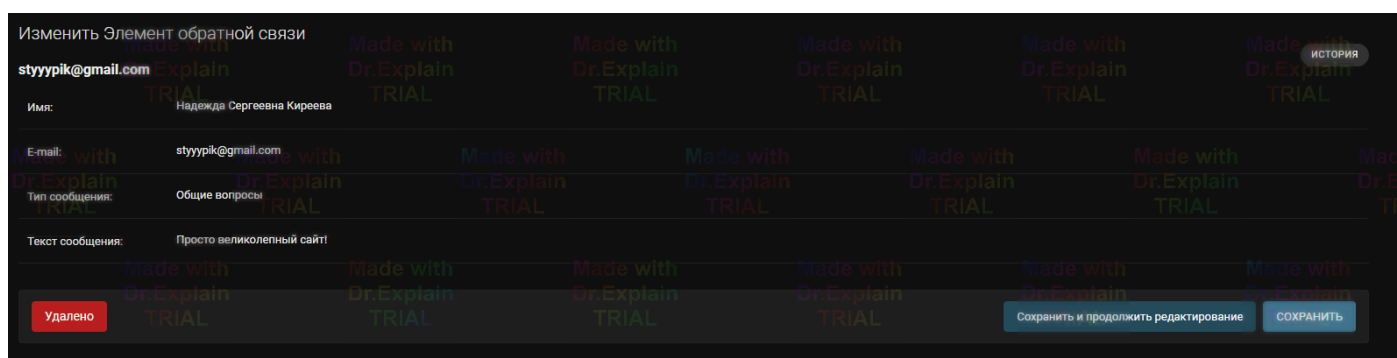 Изменить Элемент обратной связи
ИСТОРИЯ
styyypik@gmail.com
Имя: Надежда Сергеевна Киреева
E-mail: styyypik@gmail.com
Тип сообщения: Общие вопросы
Текст сообщения: Просто великолепный сайт!
Удалено Сохранить и продолжить редактирование СОХРАНИТЬ
Made with
Dr.Explain
TRIAL